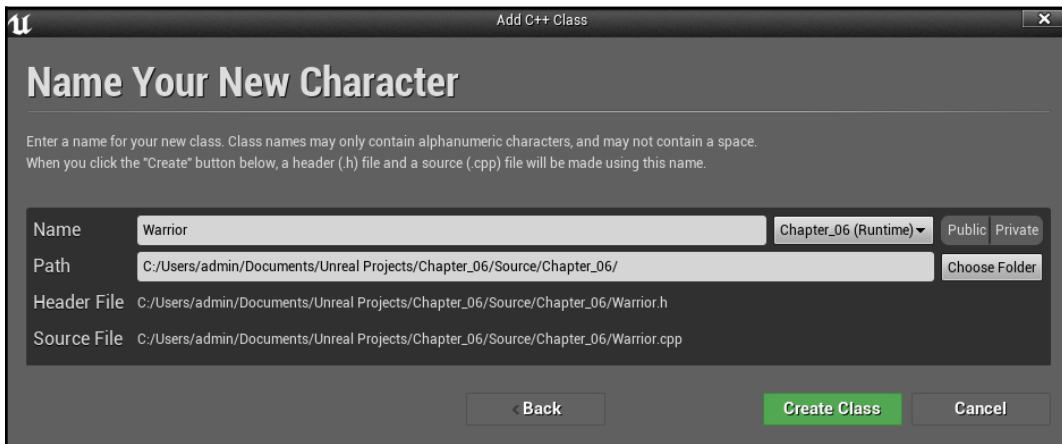 Add C++ Class
Name Your New Character
Enter a name for your new class. Class names may only contain alphanumeric characters, and may not contain a space.
When you click the "Create" button below, a header (.h) file and a source (.cpp) file will be made using this name.
Name Warrior Chapter_06 (Runtime) Public Private
Path C:/Users/admin/Documents/Unreal Projects/Chapter_06/Source/Chapter_06/ Choose Folder
Header File C:/Users/admin/Documents/Unreal Projects/Chapter_06/Source/Chapter_06/Warrior.h
Source File C:/Users/admin/Documents/Unreal Projects/Chapter_06/Source/Chapter_06/Warrior.cpp
Back Create Class Cancel